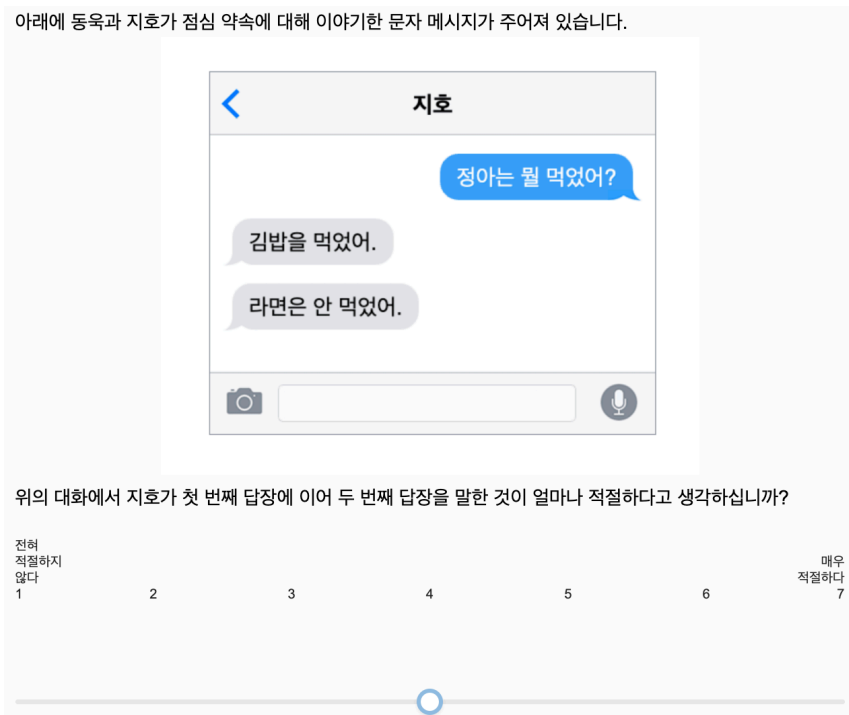 아래에 동욱과 지호가 점심 약속에 대해 이야기한 문자 메시지가 주어져 있습니다.
지호
정아는 뭘 먹었어?
김밥을 먹었어.
라면은 안 먹었어.
위의 대화에서 지호가 첫 번째 답장에 이어 두 번째 답장을 말한 것이 얼마나 적절하다고 생각하십니까?
전혀
적절하지
않다
매우
적절하다
1 2 3 4 5 6 7